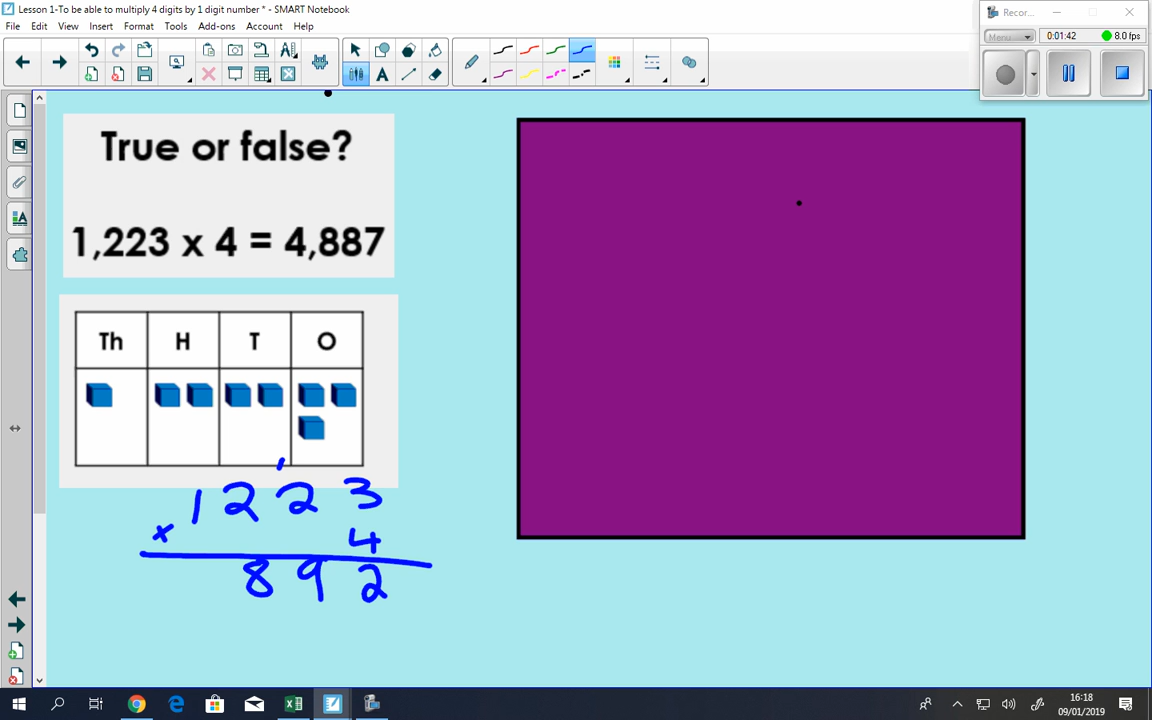 Lesson 1-To be able to multiply 4 digits by 1 digit number * - SMART Notebook
File Edit View Insert Format Tools Add-ons Account Help
Recor...
Menu 0:01:42 8.0 fps
True or false?
1,223 x 4 = 4,887
Th H T O
1 2 2 3
x 4
8 9 2
16:18
09/01/2019